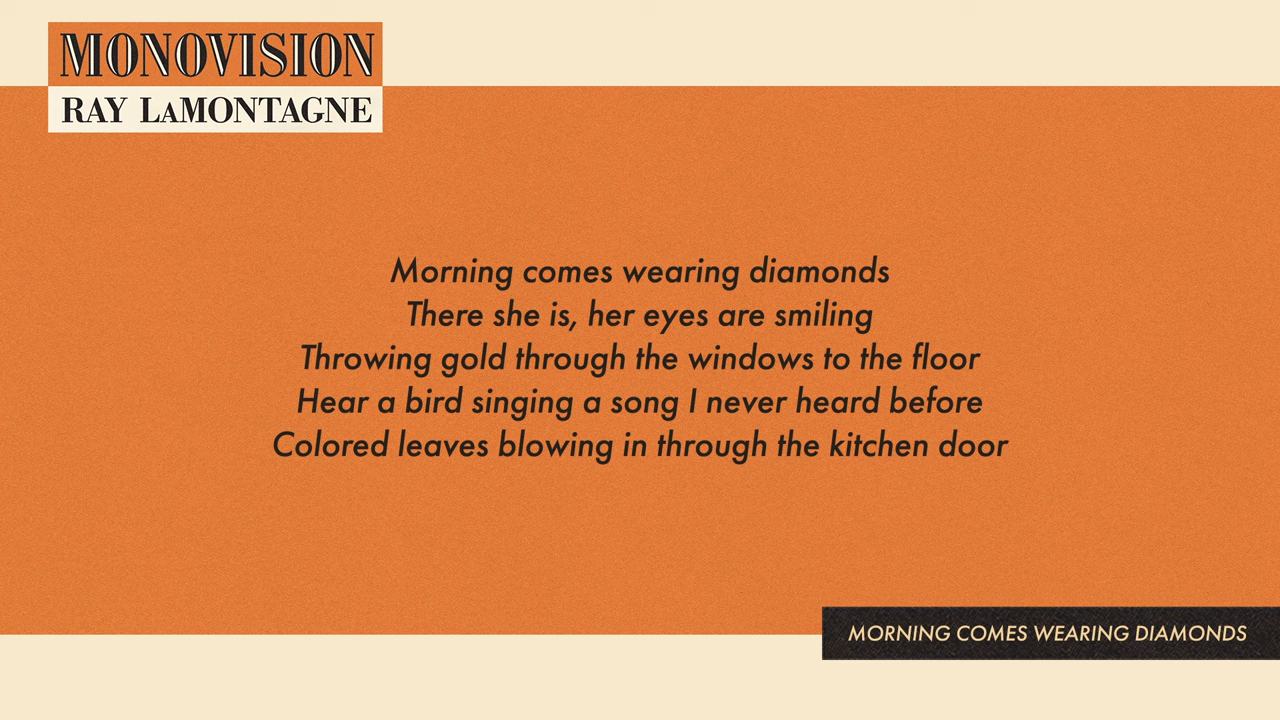 MONOVISION
RAY LAMONTAGNE
Morning comes wearing diamonds
There she is, her eyes are smiling
Throwing gold through the windows to the floor
Hear a bird singing a song I never heard before
Colored leaves blowing in through the kitchen door
MORNING COMES WEARING DIAMONDS